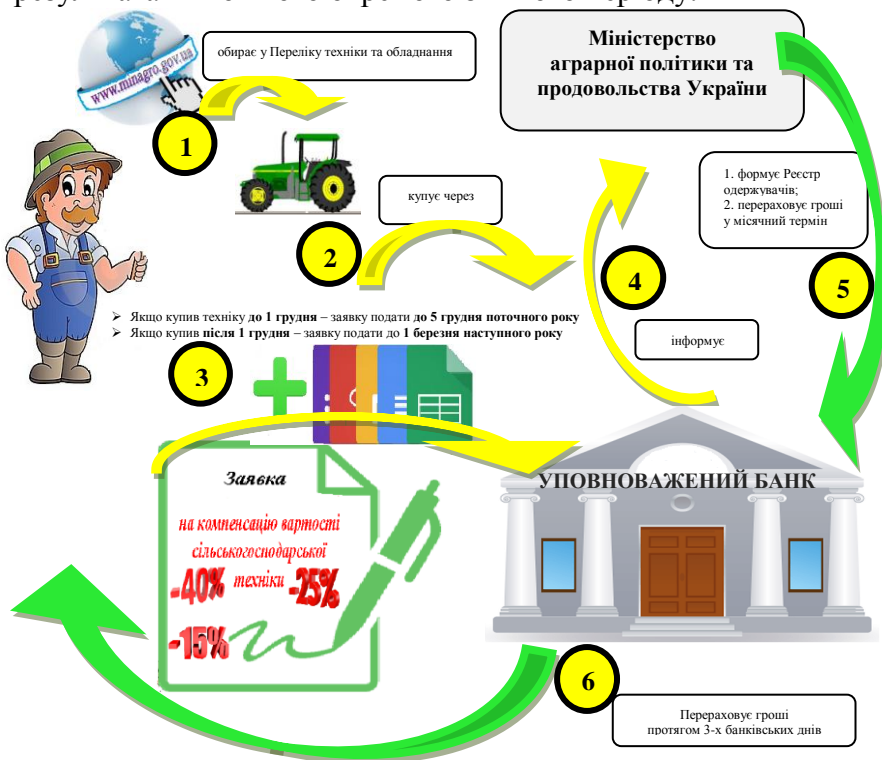 www.minagro.gov.ua
обирає у Переліку техніки та обладнання
Міністерство
аграрної політики та
продовольства України
1
купує через
1. формує Реєстр
одержувачів;
2. перераховує гроші
у місячний термін
2
4
5
➢ Якщо купив техніку до 1 грудня – заявку подати до 5 грудня поточного року
➢ Якщо купив після 1 грудня – заявку подати до 1 березня наступного року
інформує
3
Заявка
на компенсацію вартості
сільськогосподарської
техніки
-40% -25%
-15%
УПОВНОВАЖЕНИЙ БАНК
6
Перераховує гроші
протягом 3-х банківських днів